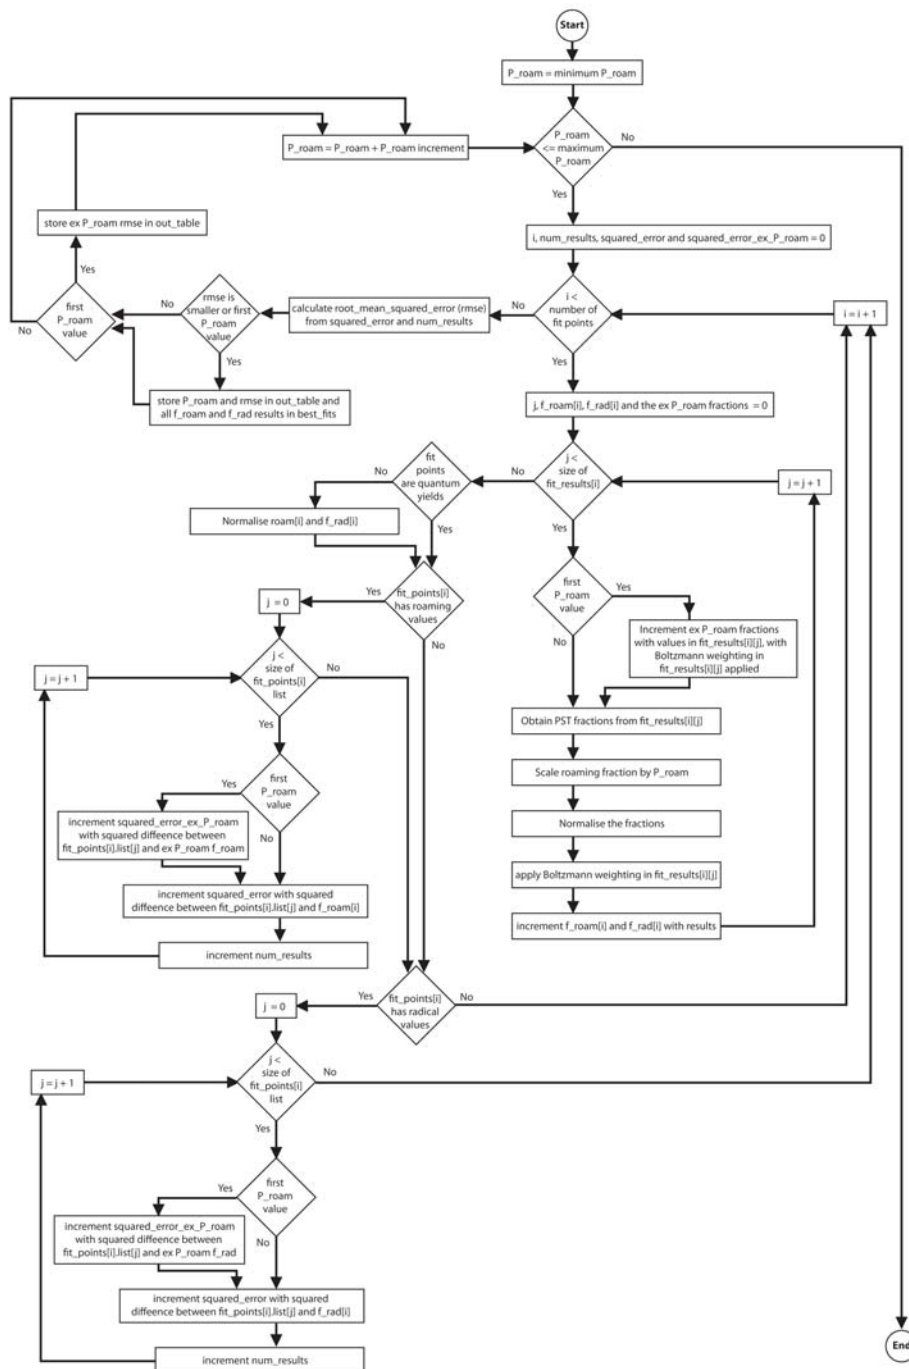 Start
P_roam = minimum P_roam
P_roam
<= maximum
P_roam
No
Yes
P_roam = P_roam + P_roam increment
store ex P_roam rmse in out_table
Yes
first
P_roam
value
No
i, num_results, squared_error and squared_error_ex_P_roam = 0
i <
number of
fit points
No
Yes
calculate root_mean_squared_error (rmse)
from squared_error and num_results
rmse is
smaller or first
P_roam
value
No
Yes
store P_roam and rmse in out_table and
all f_roam and f_rad results in best_fits
i = i + 1
j, f_roam[i], f_rad[i] and the ex P_roam fractions = 0
j <
size of
fit_results[i]
No
Yes
j = j + 1
fit
points
are quantum
yields
No
Yes
Normalise roam[i] and f_rad[i]
first
P_roam
value
Yes
No
Increment ex P_roam fractions
with values in fit_results[i][j], with
Boltzmann weighting in
fit_results[i][j] applied
Obtain PST fractions from fit_results[i][j]
Scale roaming fraction by P_roam
Normalise the fractions
apply Boltzmann weighting in fit_results[i][j]
increment f_roam[i] and f_rad[i] with results
fit_points[i]
has roaming
values
Yes
No
j = 0
j <
size of
fit_points[i]
list
No
Yes
j = j + 1
first
P_roam
value
Yes
No
increment squared_error_ex_P_roam
with squared diffeence between
fit_points[i].list[j] and ex P_roam f_roam
increment squared_error with squared
diffeence between fit_points[i].list[j] and f_roam[i]
increment num_results
fit_points[i]
has radical
values
Yes
No
j = 0
j <
size of
fit_points[i]
list
No
Yes
j = j + 1
first
P_roam
value
Yes
No
increment squared_error_ex_P_roam
with squared diffeence between
fit_points[i].list[j] and ex P_roam f_rad
increment squared_error with squared
diffeence between fit_points[i].list[j] and f_rad[i]
increment num_results
End